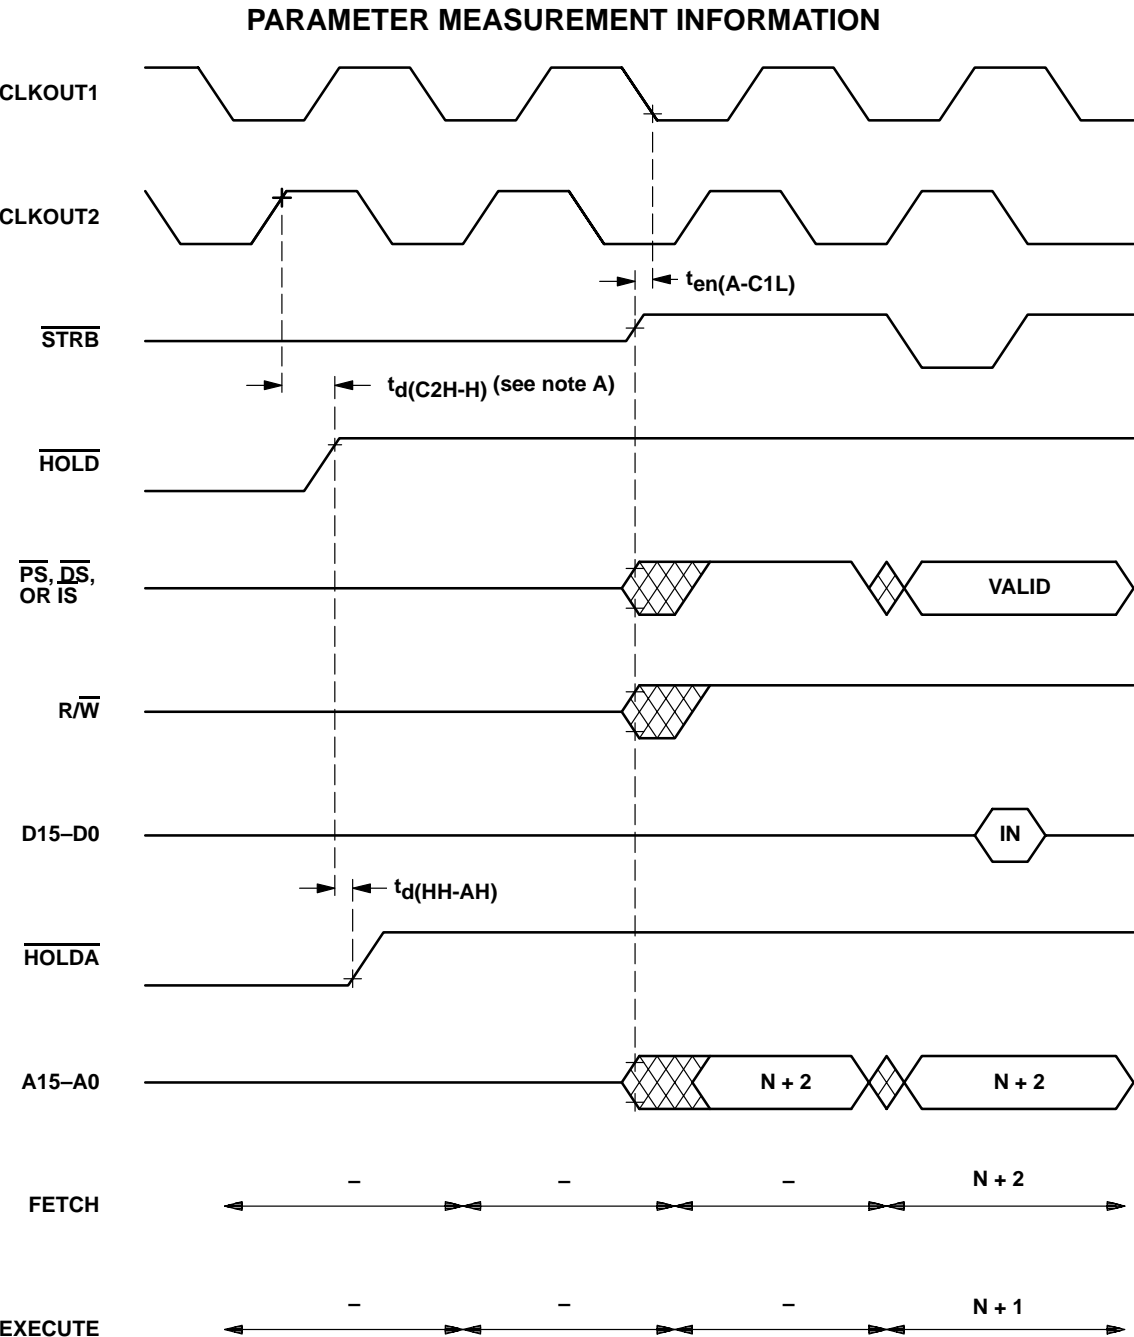 PARAMETER MEASUREMENT INFORMATION
CLKOUT1
CLKOUT2
ten(A-C1L)
STRB
td(C2H-H) (see note A)
HOLD
PS, DS,
OR IS
VALID
R/W
D15–D0
IN
td(HH-AH)
HOLDA
A15–A0
N + 2
N + 2
FETCH
–
–
–
N + 2
EXECUTE
–
–
–
N + 1